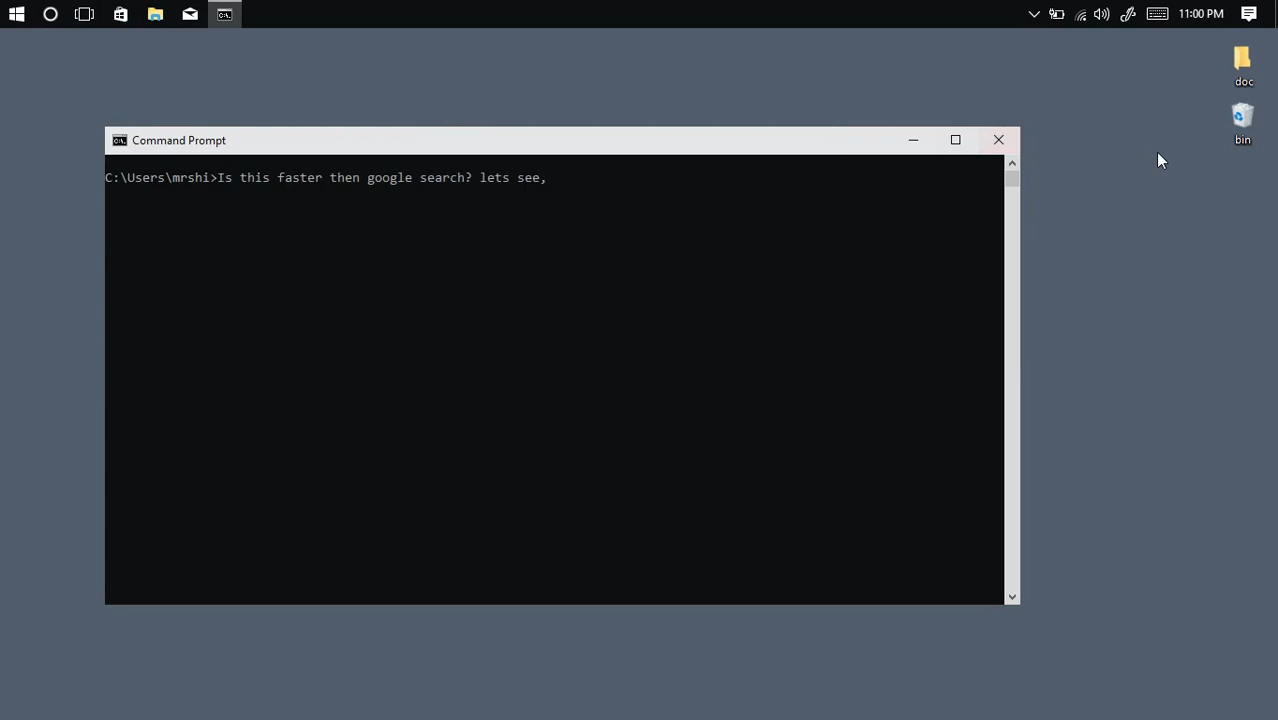 11:00 PM
doc
bin
Command Prompt
C:\Users\mrshi>Is this faster then google search? lets see,